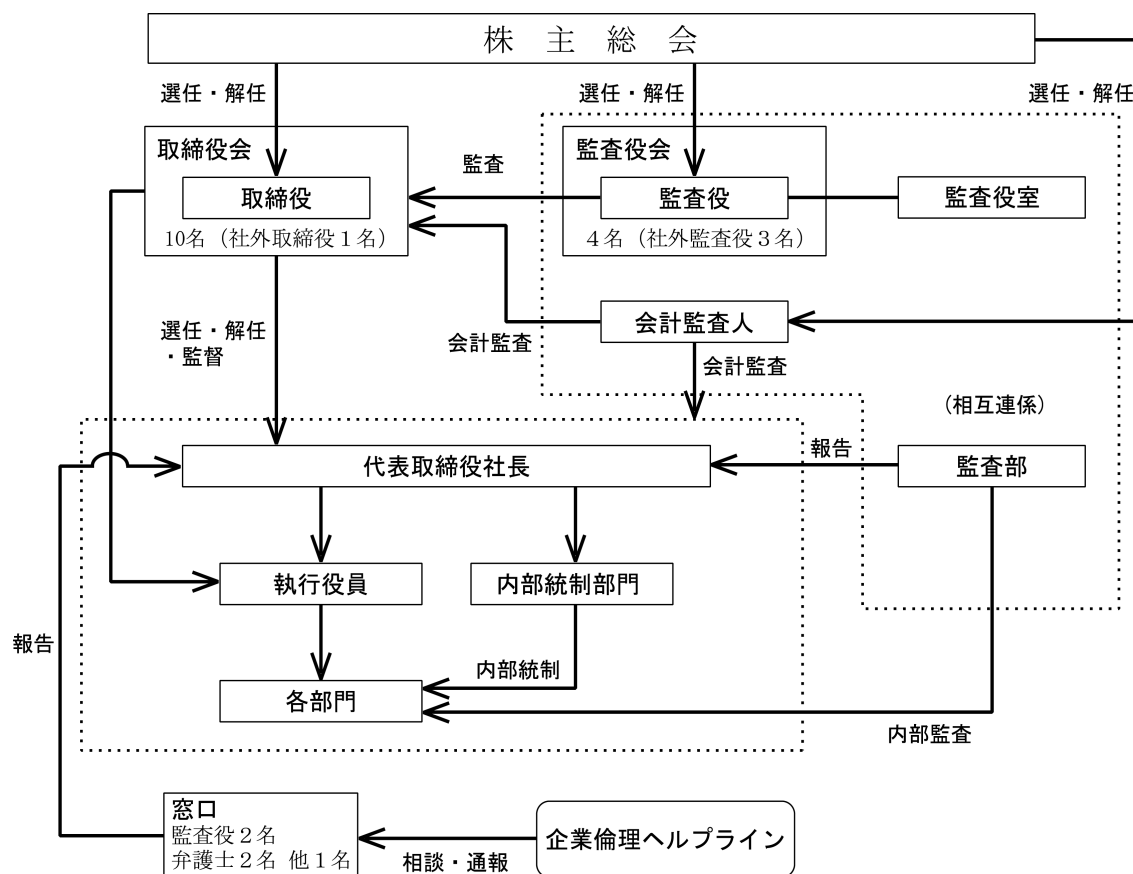 株 主 総 会
選任・解任
選任・解任
選任・解任
取締役会
取締役
10名（社外取締役１名）
監査
監査役会
監査役
４名（社外監査役３名）
監査役室
会計監査人
選任・解任
・監督
会計監査
会計監査
(相互連係)
代表取締役社長
報告
監査部
執行役員
内部統制部門
報告
内部統制
各部門
内部監査
窓口
監査役２名
弁護士２名 他１名
企業倫理ヘルプライン
相談・通報